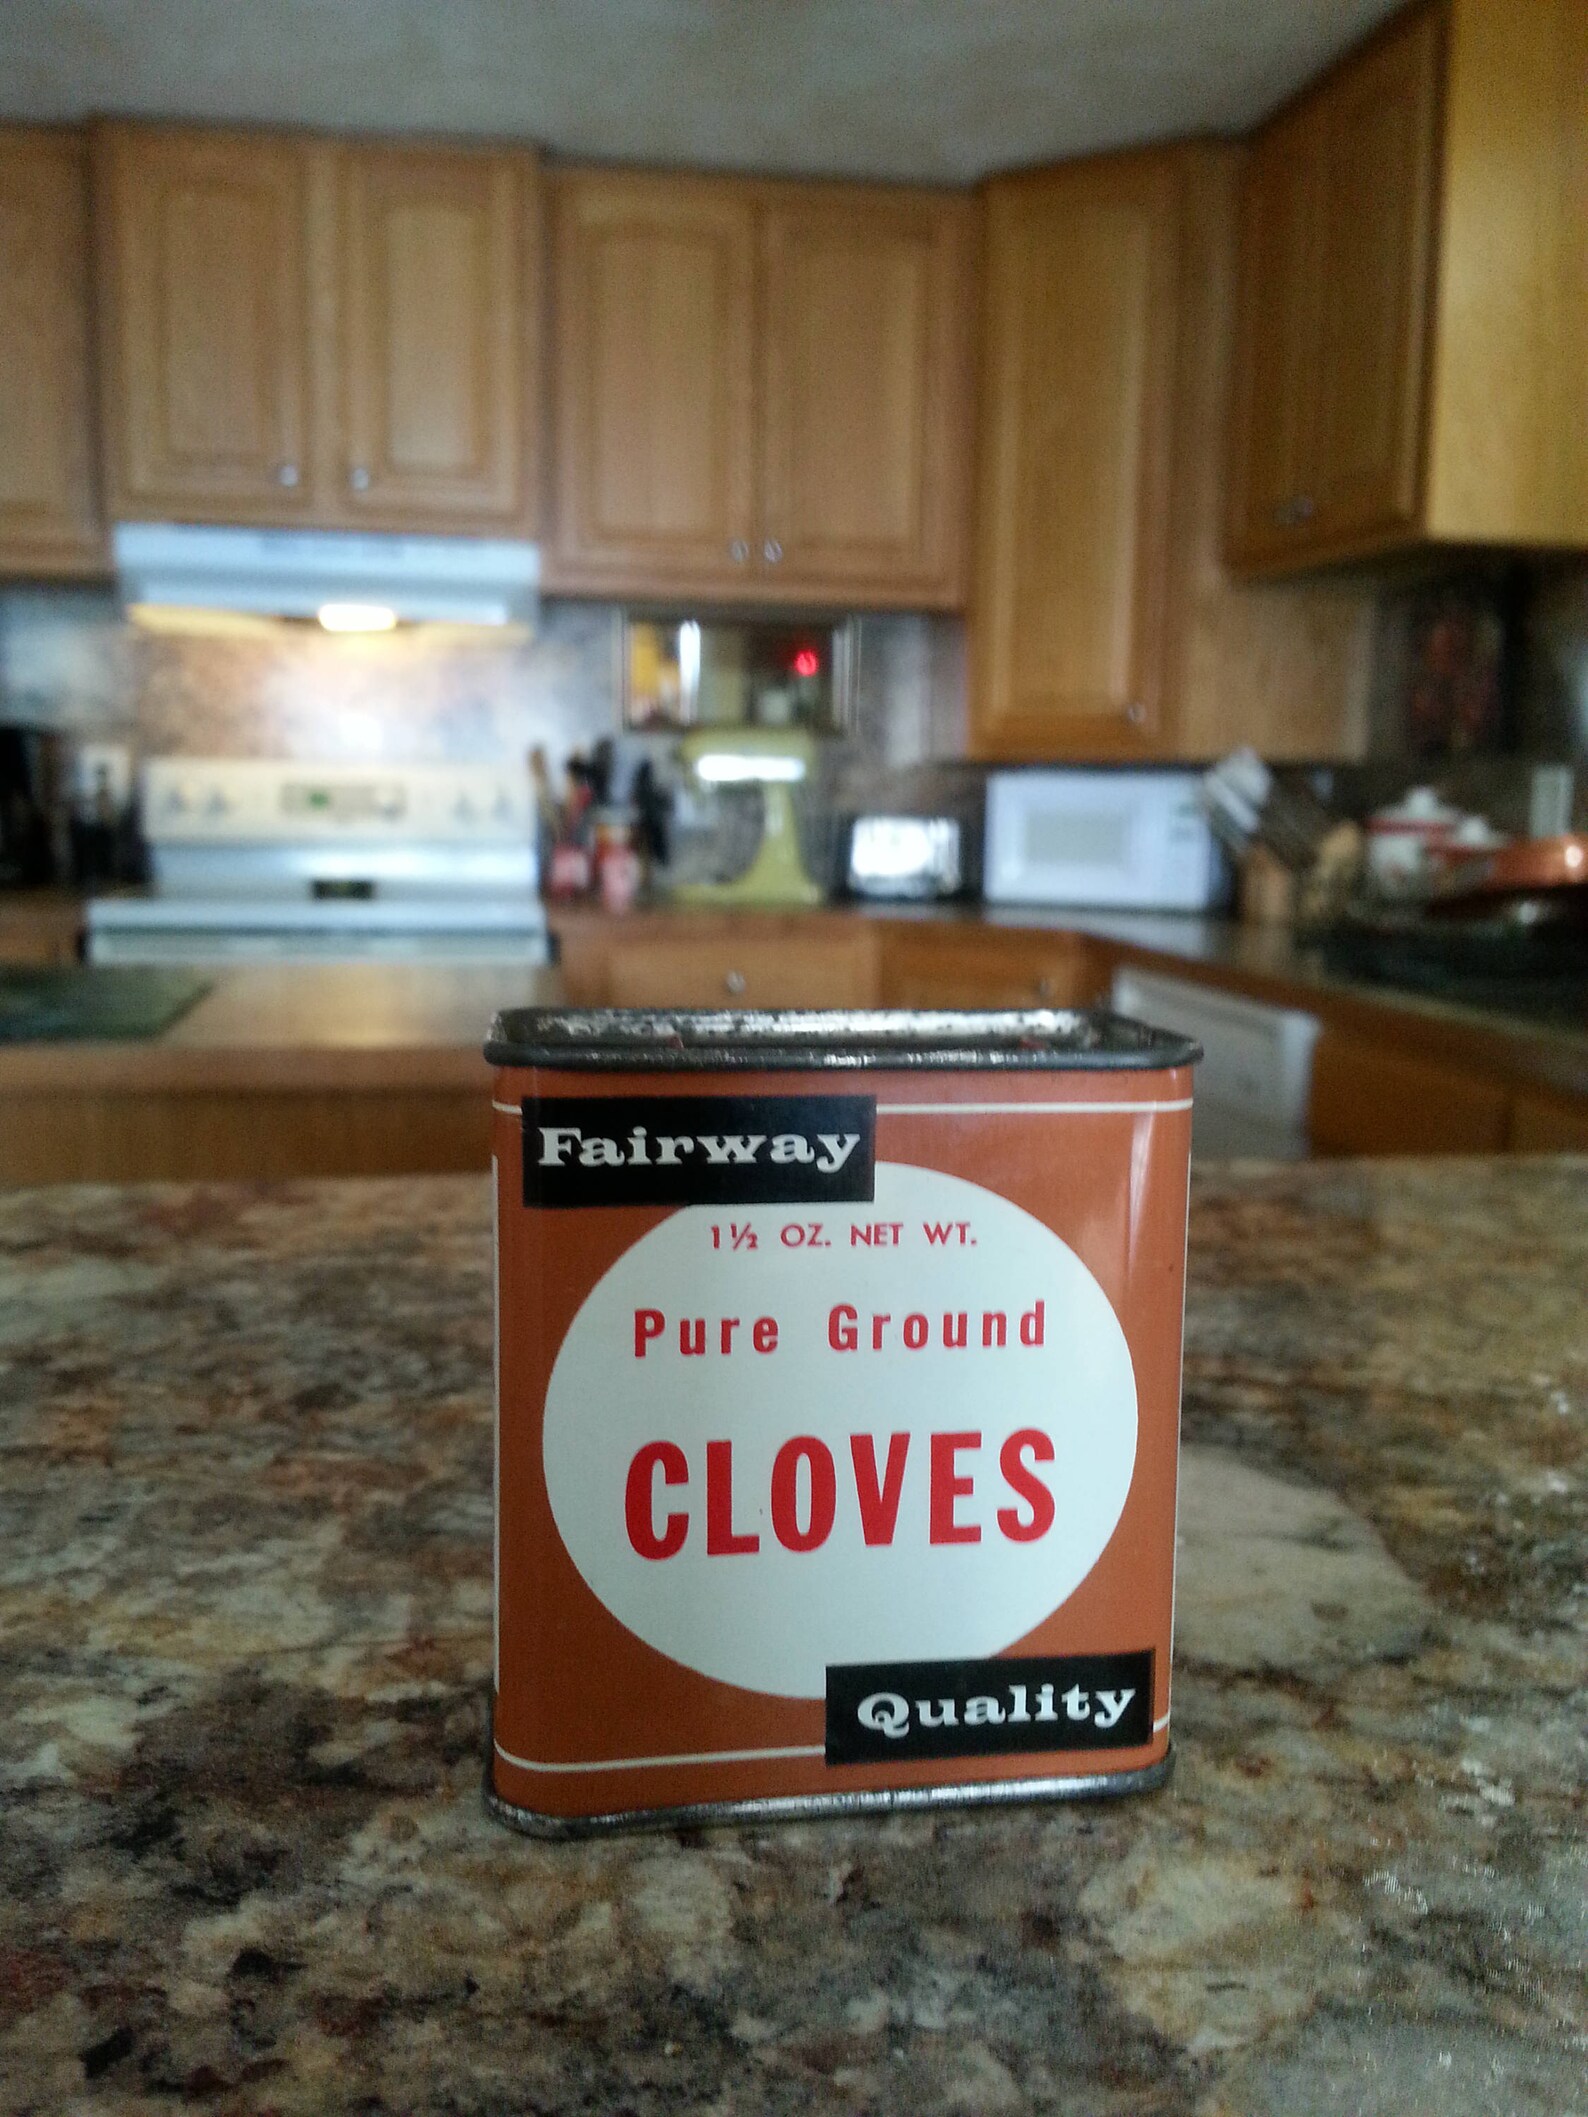 Fairway
1½ OZ. NET WT.
Pure Ground
CLOVES
Quality